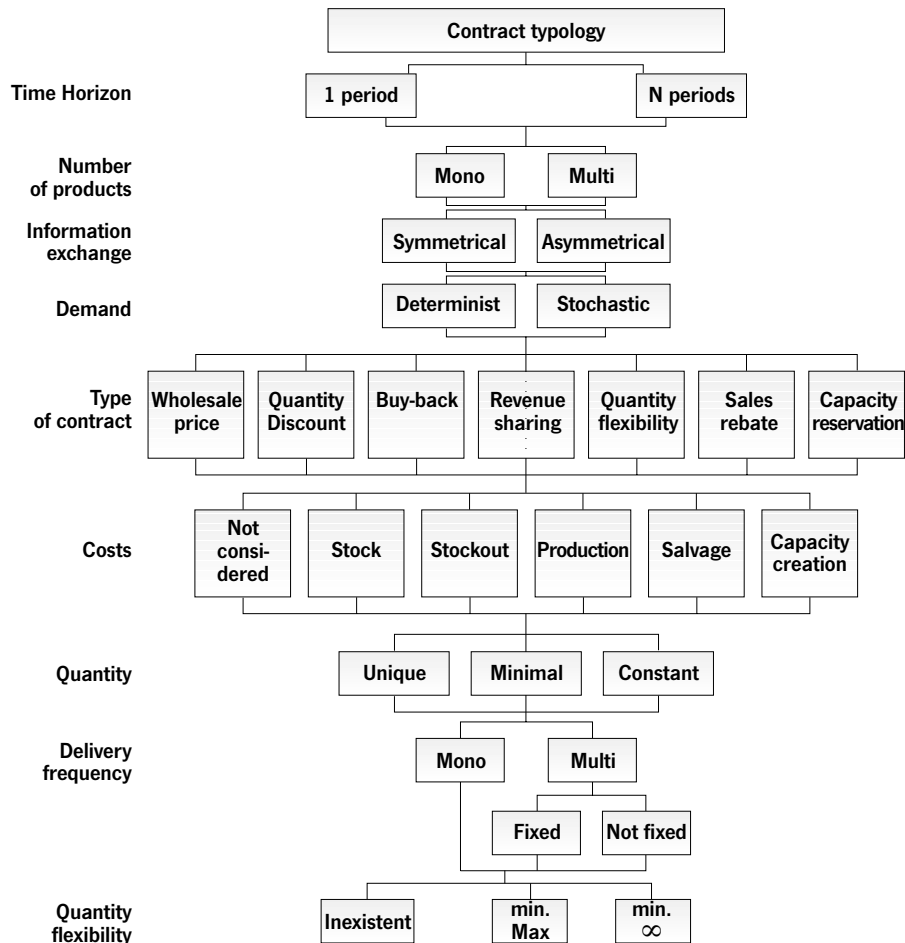 Contract typology
Time Horizon
1 period
N periods
Number
of products
Mono
Multi
Information
exchange
Symmetrical
Asymmetrical
Demand
Determinist
Stochastic
Type
of contract
Wholesale
price
Quantity
Discount
Buy-back
Revenue
sharing
Quantity
flexibility
Sales
rebate
Capacity
reservation
Costs
Not
consi-
dered
Stock
Stockout
Production
Salvage
Capacity
creation
Quantity
Unique
Minimal
Constant
Delivery
frequency
Mono
Multi
Fixed
Not fixed
Quantity
flexibility
Inexistent
min.
Max
min.
∞